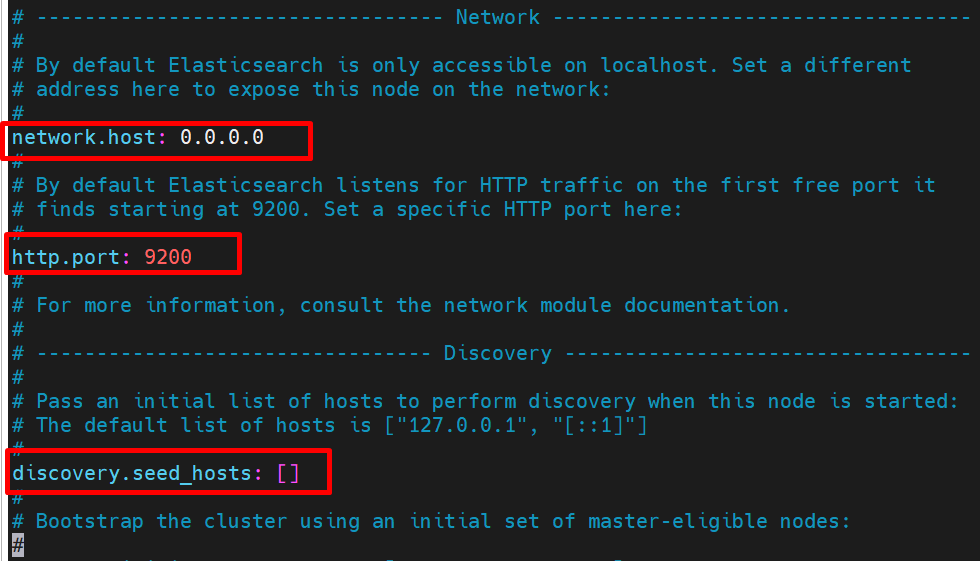 # ---------------------------------- Network -----------------------------------
#
# By default Elasticsearch is only accessible on localhost. Set a different
# address here to expose this node on the network:
#
network.host: 0.0.0.0
#
# By default Elasticsearch listens for HTTP traffic on the first free port it
# finds starting at 9200. Set a specific HTTP port here:
#
http.port: 9200
#
# For more information, consult the network module documentation.
#
# --------------------------------- Discovery ----------------------------------
#
# Pass an initial list of hosts to perform discovery when this node is started:
# The default list of hosts is ["127.0.0.1", "[::1]"]
#
discovery.seed_hosts: []
#
# Bootstrap the cluster using an initial set of master-eligible nodes:
#